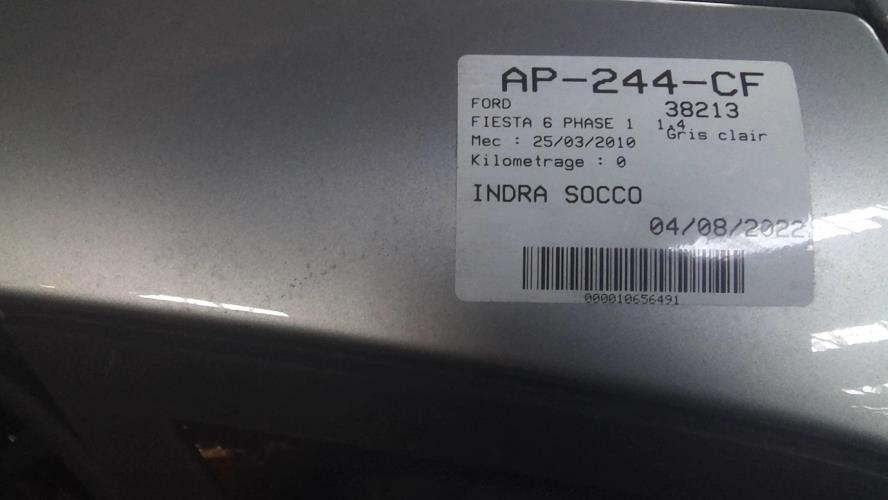 AP-244-CF
FORD 38213
FIESTA 6 PHASE 1 1.4
Mec : 25/03/2010 Gris clair
Kilometrage : 0
INDRA SOCCO
04/08/2022
000010656491